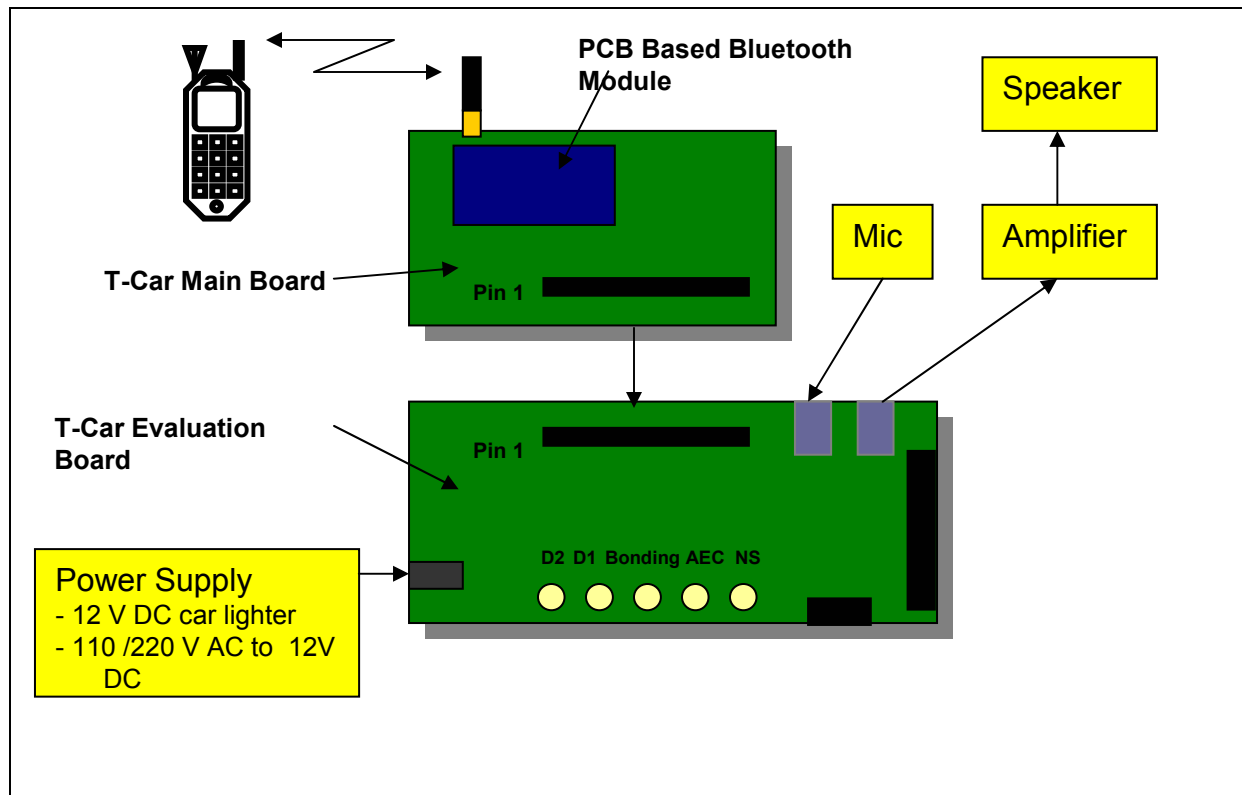 PCB Based Bluetooth
Module
Speaker
Mic
Amplifier
T-Car Main Board
Pin 1
T-Car Evaluation
Board
Pin 1
D2 D1 Bonding AEC NS
Power Supply
- 12 V DC car lighter
- 110 /220 V AC to 12V
DC